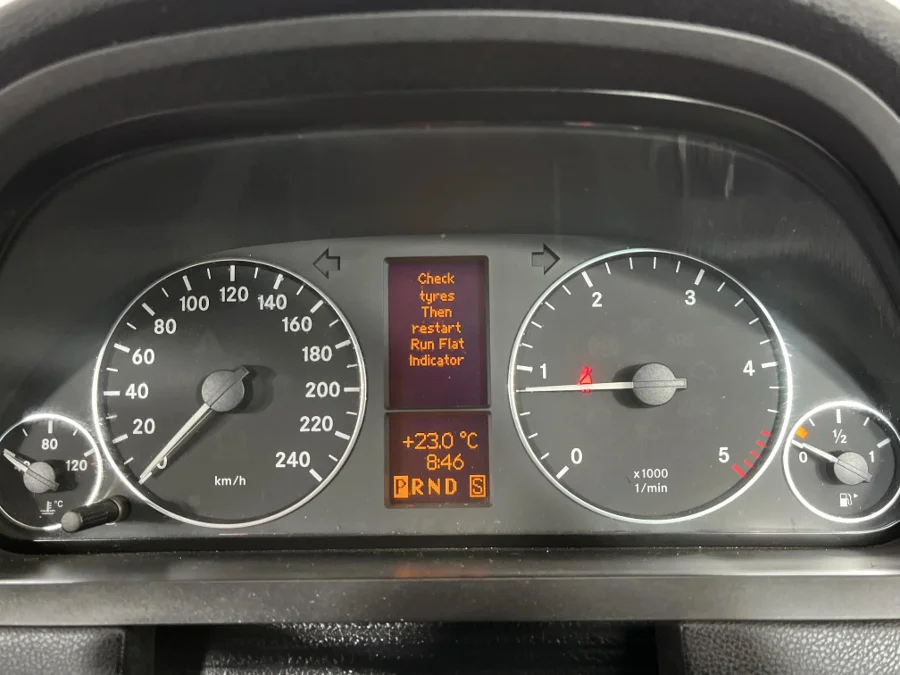 Check
tyres
Then
restart
Run Flat
Indicator
+23.0 °C
8:46
PRND S
0
20
40
60
80
100
120
140
160
180
200
220
240
km/h
0
1
2
3
4
5
x1000
1/min
80
120
°C
0
½
1